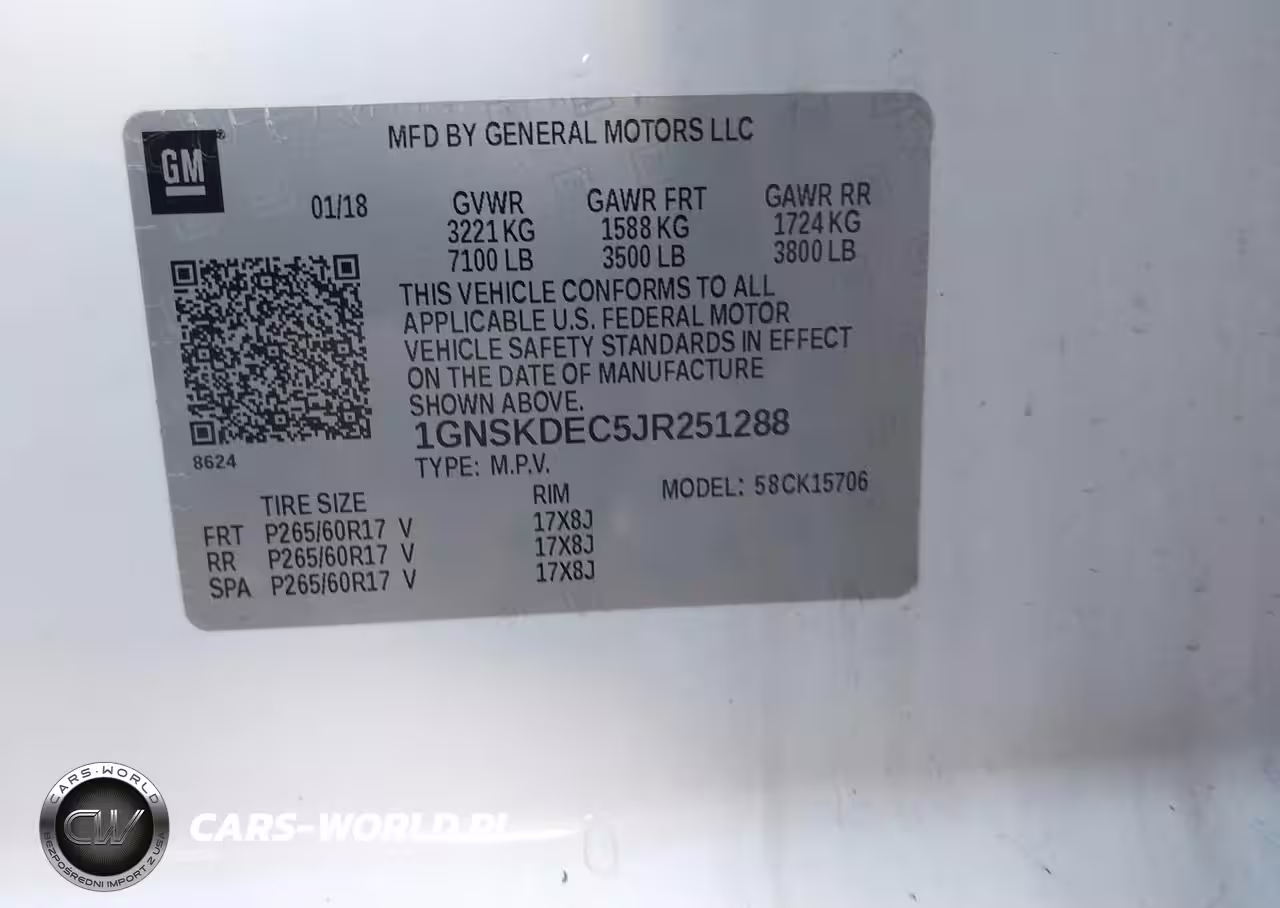 GM
®
MFD BY GENERAL MOTORS LLC
01/18 GVWR GAWR FRT GAWR RR
3221 KG 1588 KG 1724 KG
7100 LB 3500 LB 3800 LB
THIS VEHICLE CONFORMS TO ALL
APPLICABLE U.S. FEDERAL MOTOR
VEHICLE SAFETY STANDARDS IN EFFECT
ON THE DATE OF MANUFACTURE
SHOWN ABOVE.
1GNSKDEC5JR251288
8624
TYPE: M.P.V.
MODEL: 58CK15706
TIRE SIZE RIM
FRT P265/60R17 V 17X8J
RR P265/60R17 V 17X8J
SPA P265/60R17 V 17X8J
CARS-WORLD
CW
BEZPOŚREDNI IMPORT Z USA
CARS-WORLD.PL